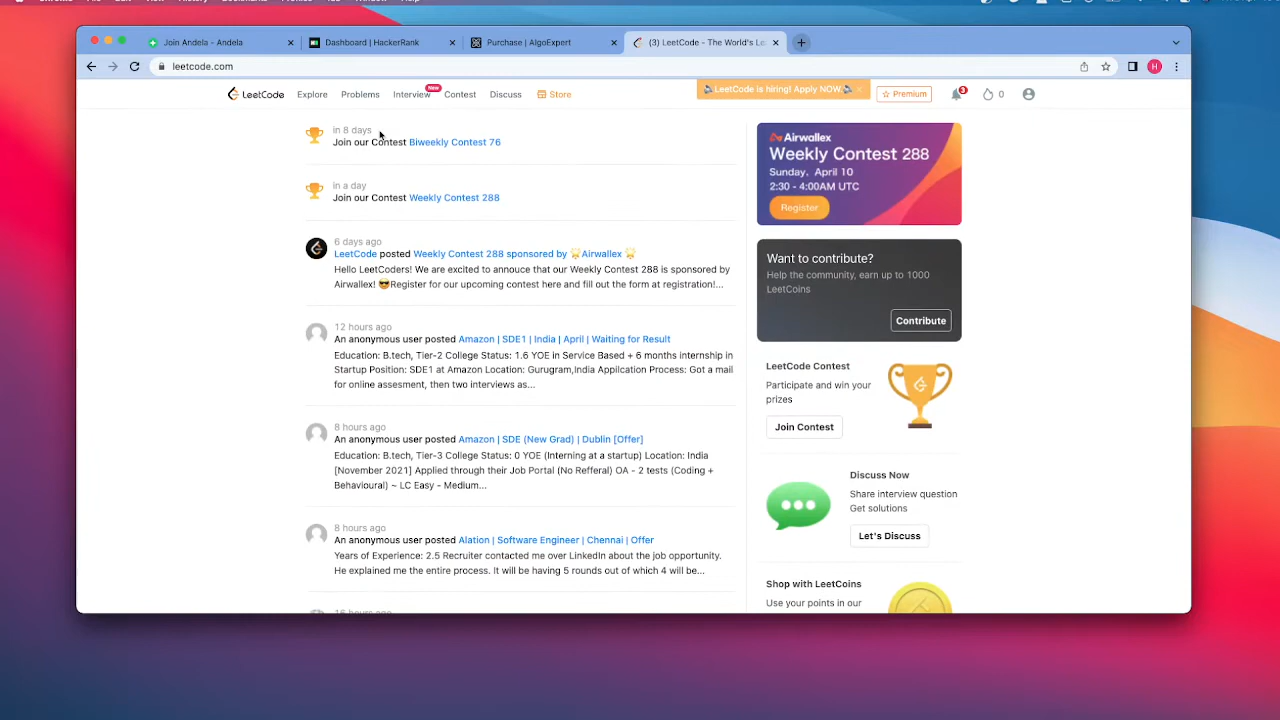 Join Andela - Andela
Dashboard | HackerRank
Purchase | AlgoExpert
(3) LeetCode - The World's Le
leetcode.com
H
LeetCode
Explore
Problems
Interview
New
Contest
Discuss
Store
LeetCode is hiring! Apply NOW
Premium
3
0
in 8 days
Join our Contest Biweekly Contest 76
in a day
Join our Contest Weekly Contest 288
6 days ago
LeetCode posted Weekly Contest 288 sponsored by 🌟Airwallex 🌟
Hello LeetCoders! We are excited to annouce that our Weekly Contest 288 is sponsored by
Airwallex! 😎Register for our upcoming contest here and fill out the form at registration!...
12 hours ago
An anonymous user posted Amazon | SDE1 | India | April | Waiting for Result
Education: B.tech, Tier-2 College Status: 1.6 YOE in Service Based + 6 months internship in
Startup Position: SDE1 at Amazon Location: Gurugram,India Appilcation Process: Got a mail
for online assesment, then two interviews as...
8 hours ago
An anonymous user posted Amazon | SDE (New Grad) | Dublin [Offer]
Education: B.tech, Tier-3 College Status: 0 YOE (Interning at a startup) Location: India
[November 2021] Applied through their Job Portal (No Refferal) OA - 2 tests (Coding +
Behavioural) ~ LC Easy - Medium...
8 hours ago
An anonymous user posted Alation | Software Engineer | Chennai | Offer
Years of Experience: 2.5 Recruiter contacted me over LinkedIn about the job opportunity.
He explained me the entire process. It will be having 5 rounds out of which 4 will be...
Airwallex
Weekly Contest 288
Sunday, April 10
2:30 - 4:00AM UTC
Register
Want to contribute?
Help the community, earn up to 1000
LeetCoins
Contribute
LeetCode Contest
Participate and win your
prizes
Join Contest
Discuss Now
Share interview question
Get solutions
Let's Discuss
Shop with LeetCoins
Use your points in our